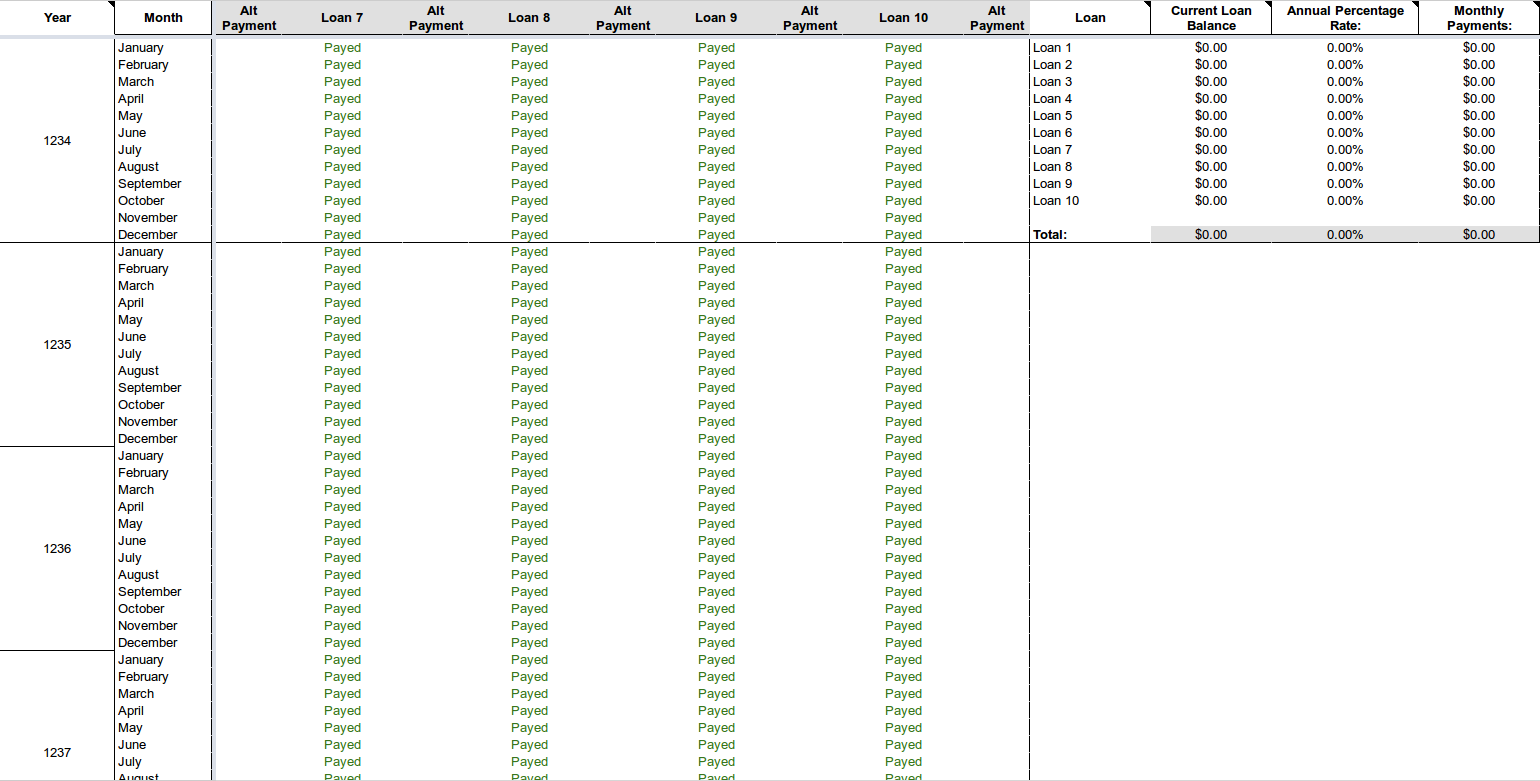 Year Month Alt Payment Loan 7 Alt Payment Loan 8 Alt Payment Loan 9 Alt Payment Loan 10 Alt Payment Loan Current Loan Balance Annual Percentage Rate: Monthly Payments:
January Payed Payed Payed Payed Loan 1 $0.00 0.00% $0.00
February Payed Payed Payed Payed Loan 2 $0.00 0.00% $0.00
March Payed Payed Payed Payed Loan 3 $0.00 0.00% $0.00
April Payed Payed Payed Payed Loan 4 $0.00 0.00% $0.00
May Payed Payed Payed Payed Loan 5 $0.00 0.00% $0.00
June Payed Payed Payed Payed Loan 6 $0.00 0.00% $0.00
1234
July Payed Payed Payed Payed Loan 7 $0.00 0.00% $0.00
August Payed Payed Payed Payed Loan 8 $0.00 0.00% $0.00
September Payed Payed Payed Payed Loan 9 $0.00 0.00% $0.00
October Payed Payed Payed Payed Loan 10 $0.00 0.00% $0.00
November Payed Payed Payed Payed
December Payed Payed Payed Payed Total: $0.00 0.00% $0.00
January Payed Payed Payed Payed
February Payed Payed Payed Payed
March Payed Payed Payed Payed
April Payed Payed Payed Payed
May Payed Payed Payed Payed
June Payed Payed Payed Payed
1235
July Payed Payed Payed Payed
August Payed Payed Payed Payed
September Payed Payed Payed Payed
October Payed Payed Payed Payed
November Payed Payed Payed Payed
December Payed Payed Payed Payed
January Payed Payed Payed Payed
February Payed Payed Payed Payed
March Payed Payed Payed Payed
April Payed Payed Payed Payed
May Payed Payed Payed Payed
June Payed Payed Payed Payed
1236
July Payed Payed Payed Payed
August Payed Payed Payed Payed
September Payed Payed Payed Payed
October Payed Payed Payed Payed
November Payed Payed Payed Payed
December Payed Payed Payed Payed
January Payed Payed Payed Payed
February Payed Payed Payed Payed
March Payed Payed Payed Payed
April Payed Payed Payed Payed
May Payed Payed Payed Payed
June Payed Payed Payed Payed
1237
July Payed Payed Payed Payed
August Payed Payed Payed Payed